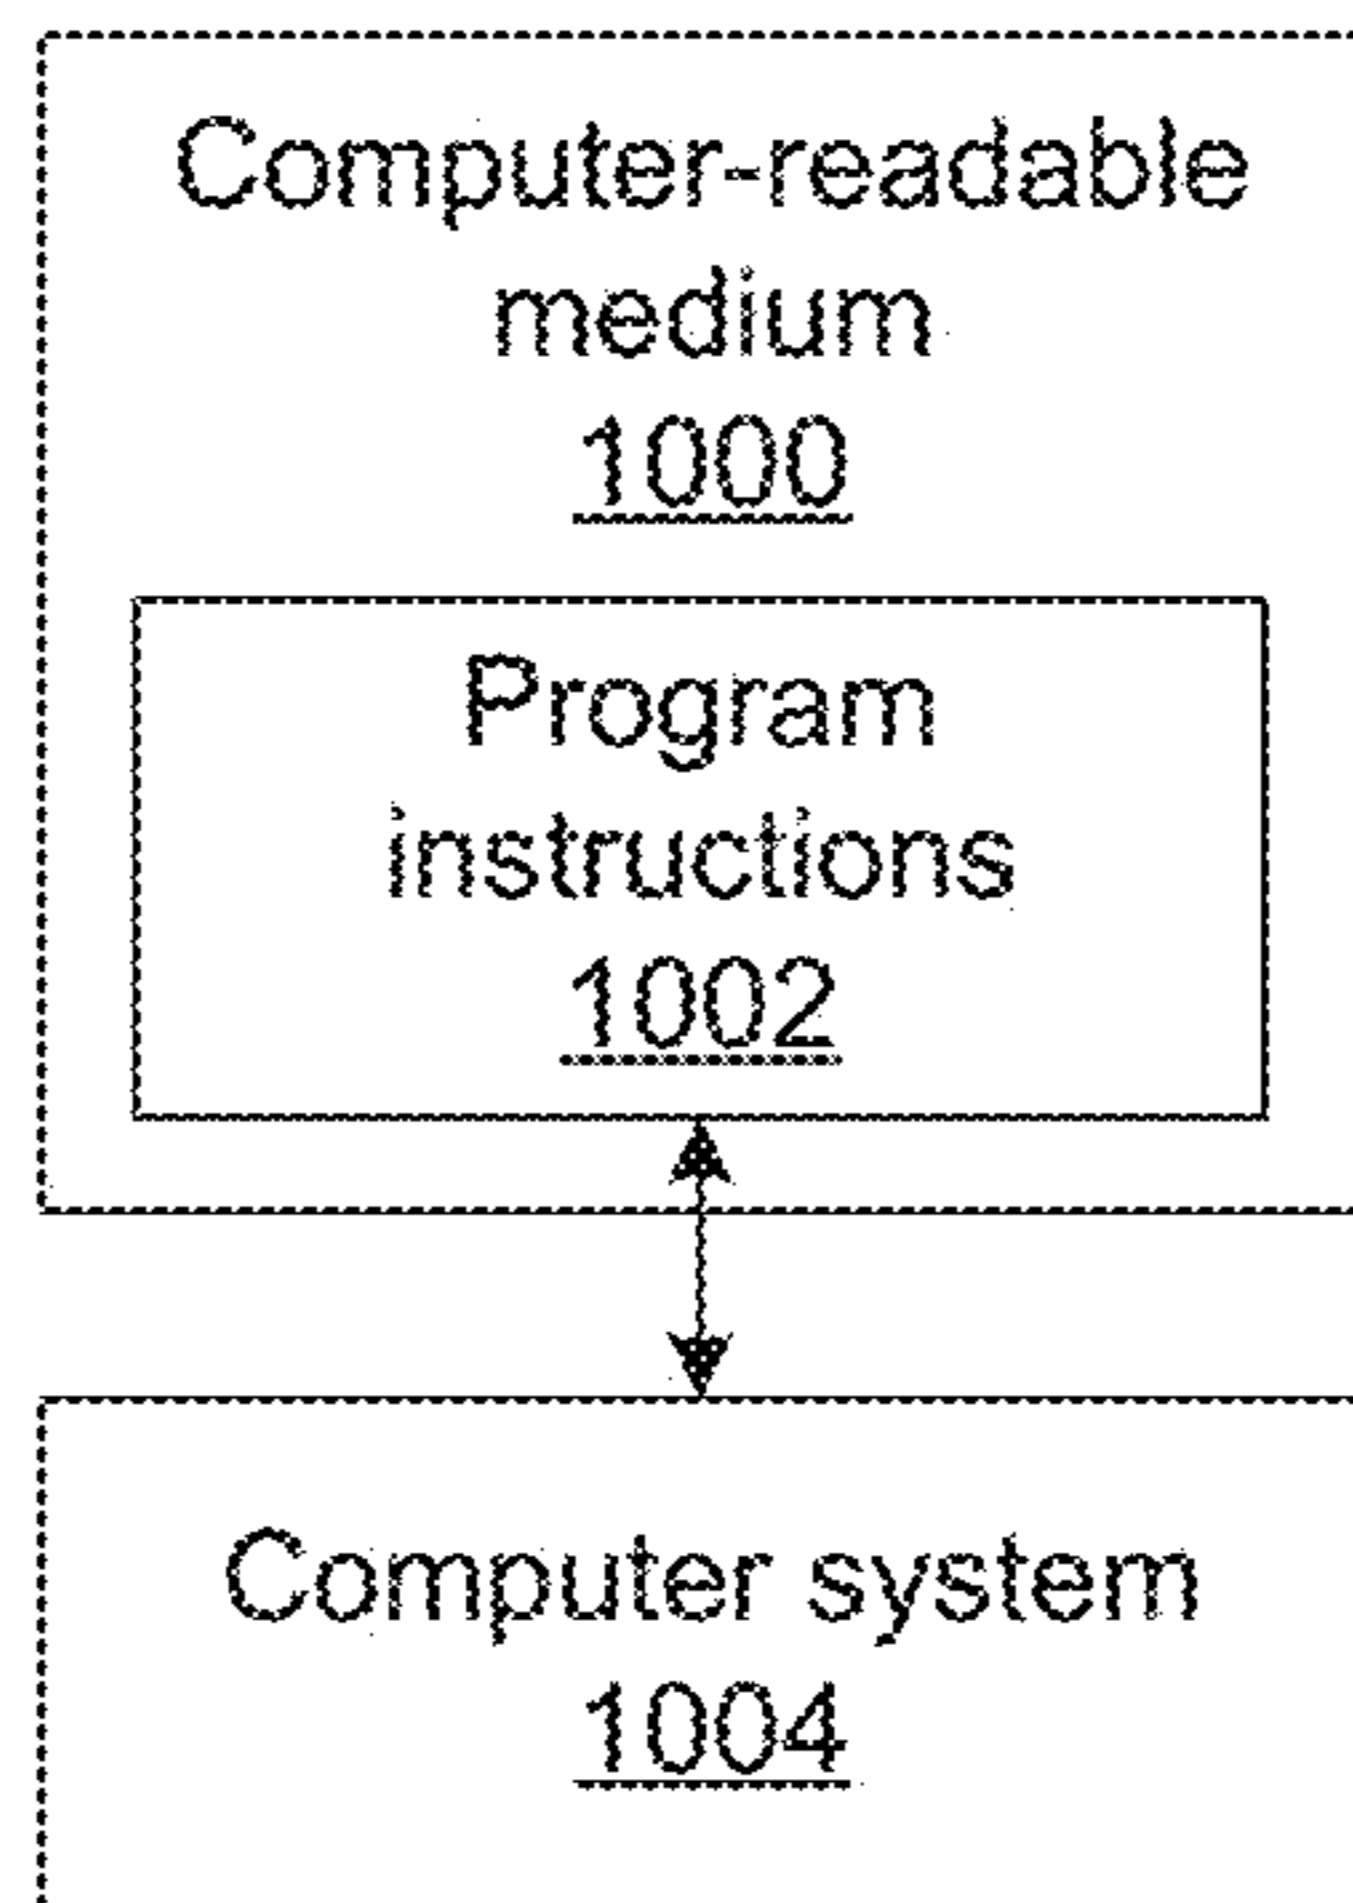 Computer-readable
medium
1000
Program
instructions
1002
Computer system
1004